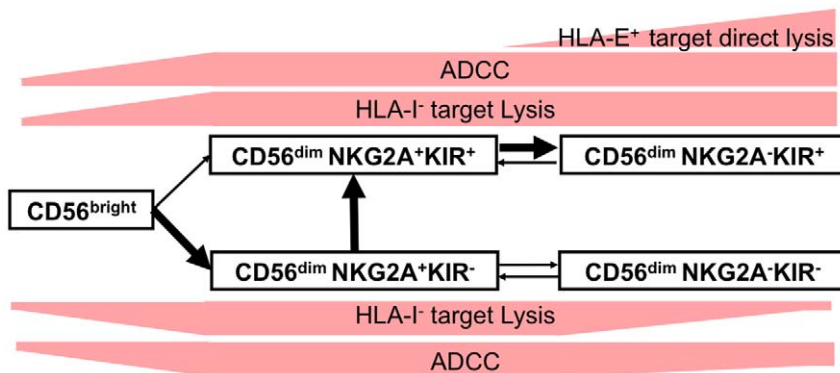 HLA-E⁺ target direct lysis
ADCC
HLA-I⁻ target Lysis
CD56ᵈⁱᵐ NKG2A⁺KIR⁺
CD56ᵈⁱᵐ NKG2A⁻KIR⁺
CD56ᵇʳⁱᵍʰᵗ
CD56ᵈⁱᵐ NKG2A⁺KIR⁻
CD56ᵈⁱᵐ NKG2A⁻KIR⁻
HLA-I⁻ target Lysis
ADCC